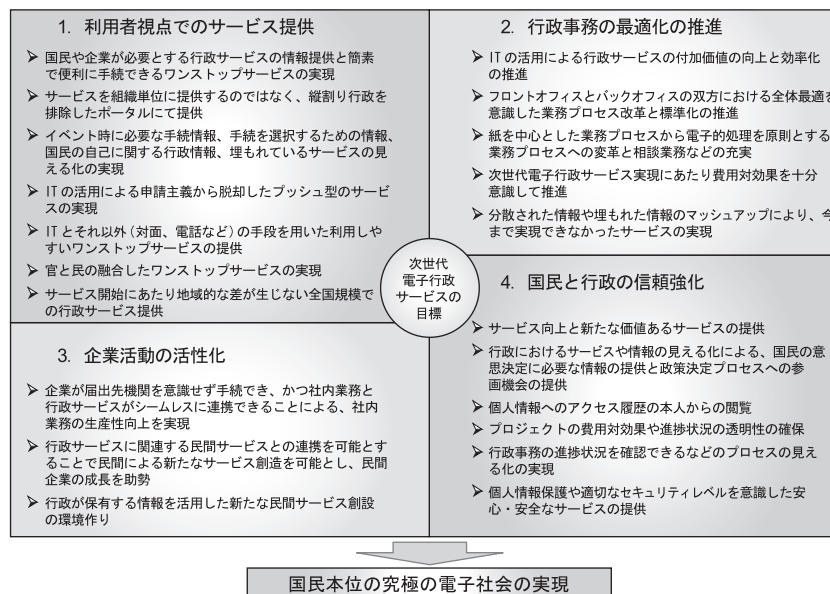 1. 利用者視点でのサービス提供
➢ 国民や企業が必要とする行政サービスの情報提供と簡素
で便利に手続できるワンストップサービスの実現
➢ サービスを組織単位に提供するのではなく、縦割り行政を
排除したポータルにて提供
➢ イベント時に必要な手続情報、手続を選択するための情報、
国民の自己に関する行政情報、埋もれているサービスの見
える化の実現
➢ ITの活用による申請主義から脱却したプッシュ型のサービ
スの実現
➢ ITとそれ以外(対面、電話など)の手段を用いた利用しや
すいワンストップサービスの提供
➢ 官と民の融合したワンストップサービスの実現
➢ サービス開始にあたり地域的な差が生じない全国規模で
の行政サービス提供
2. 行政事務の最適化の推進
➢ ITの活用による行政サービスの付加価値の向上と効率化
の推進
➢ フロントオフィスとバックオフィスの双方における全体最適を
意識した業務プロセス改革と標準化の推進
➢ 紙を中心とした業務プロセスから電子的処理を原則とする
業務プロセスへの変革と相談業務などの充実
➢ 次世代電子行政サービス実現にあたり費用対効果を十分
意識して推進
➢ 分散された情報や埋もれた情報のマッシュアップにより、今
まで実現できなかったサービスの実現
次世代
電子行政
サービスの
目標
3. 企業活動の活性化
➢ 企業が届出先機関を意識せず手続でき、かつ社内業務と
行政サービスがシームレスに連携できることによる、社内
業務の生産性向上を実現
➢ 行政サービスに関連する民間サービスとの連携を可能とす
ることで民間による新たなサービス創造を可能とし、民間
企業の成長を助勢
➢ 行政が保有する情報を活用した新たな民間サービス創設
の環境作り
4. 国民と行政の信頼強化
➢ サービス向上と新たな価値あるサービスの提供
➢ 行政におけるサービスや情報の見える化による、国民の意
思決定に必要な情報の提供と政策決定プロセスへの参
画機会の提供
➢ 個人情報へのアクセス履歴の本人からの閲覧
➢ プロジェクトの費用対効果や進捗状況の透明性の確保
➢ 行政事務の進捗状況を確認できるなどのプロセスの見え
る化の実現
➢ 個人情報保護や適切なセキュリティレベルを意識した安
心・安全なサービスの提供
国民本位の究極の電子社会の実現